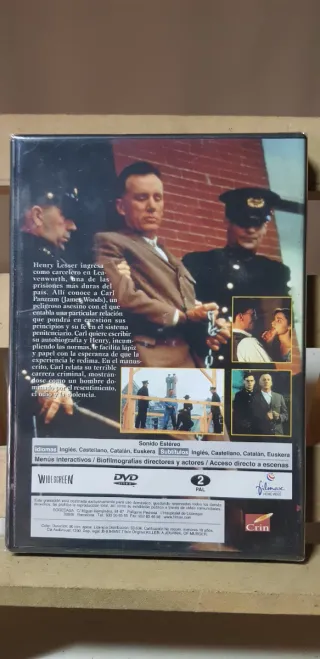 Henry Lesser ingresa
como carcelero en Lea-
venworth, una de las
prisiones más duras del
país. Allí conoce a Carl
Panzram (James Woods), un
peligroso asesino con el que
entabla una particular relación
que pondrá en cuestión sus
principios y su fe en el sistema
penitenciario. Carl quiere escribir
su autobiografía y Henry, incum-
pliendo las normas, le facilita lápiz
y papel con la esperanza de que la
experiencia le redima. En el manus-
crito, Carl relata su terrible
carrera criminal, mostrán-
dose como un hombre do-
minado por el resentimiento,
el odio y la violencia.
Sonido Estéreo
Idiomas Inglés, Castellano, Catalán, Euskera Subtítulos Inglés, Castellano, Catalán, Euskera
Menús interactivos / Biofilmografías directores y actores / Acceso directo a escenas
WIDESCREEN
DVD
VIDEO
2
PAL
filmax
Crin